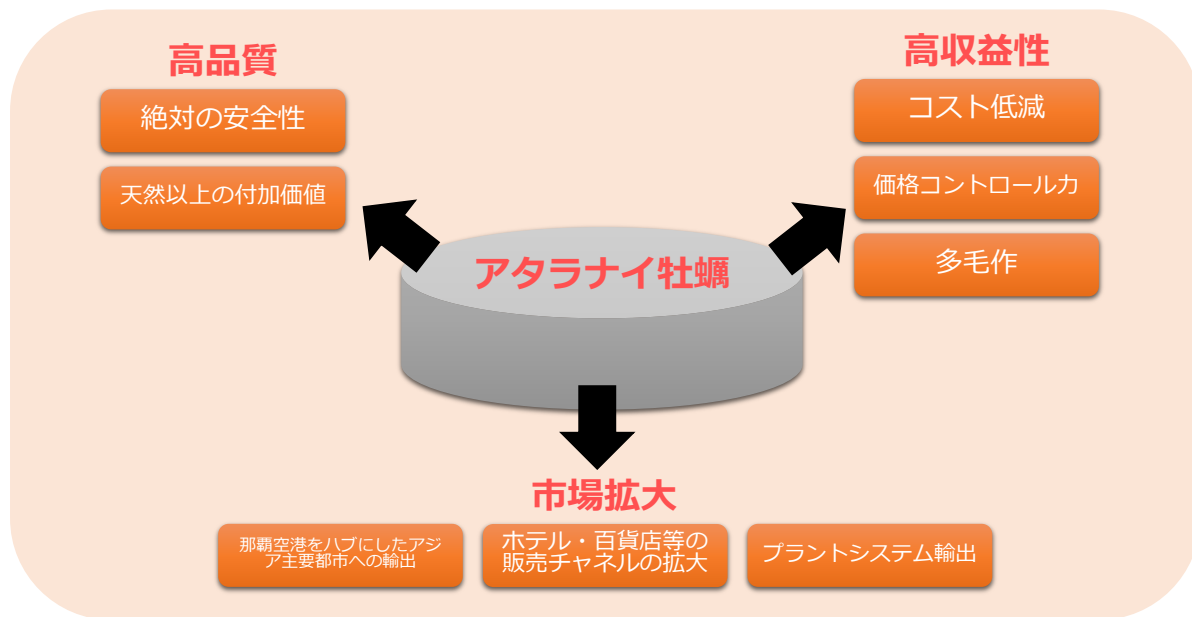 高品質
絶対の安全性
天然以上の付加価値
高収益性
コスト低減
価格コントロール力
多毛作
アタラナイ牡蠣
市場拡大
那覇空港をハブにしたアジ
ア主要都市への輸出
ホテル・百貨店等の
販売チャネルの拡大
プラントシステム輸出